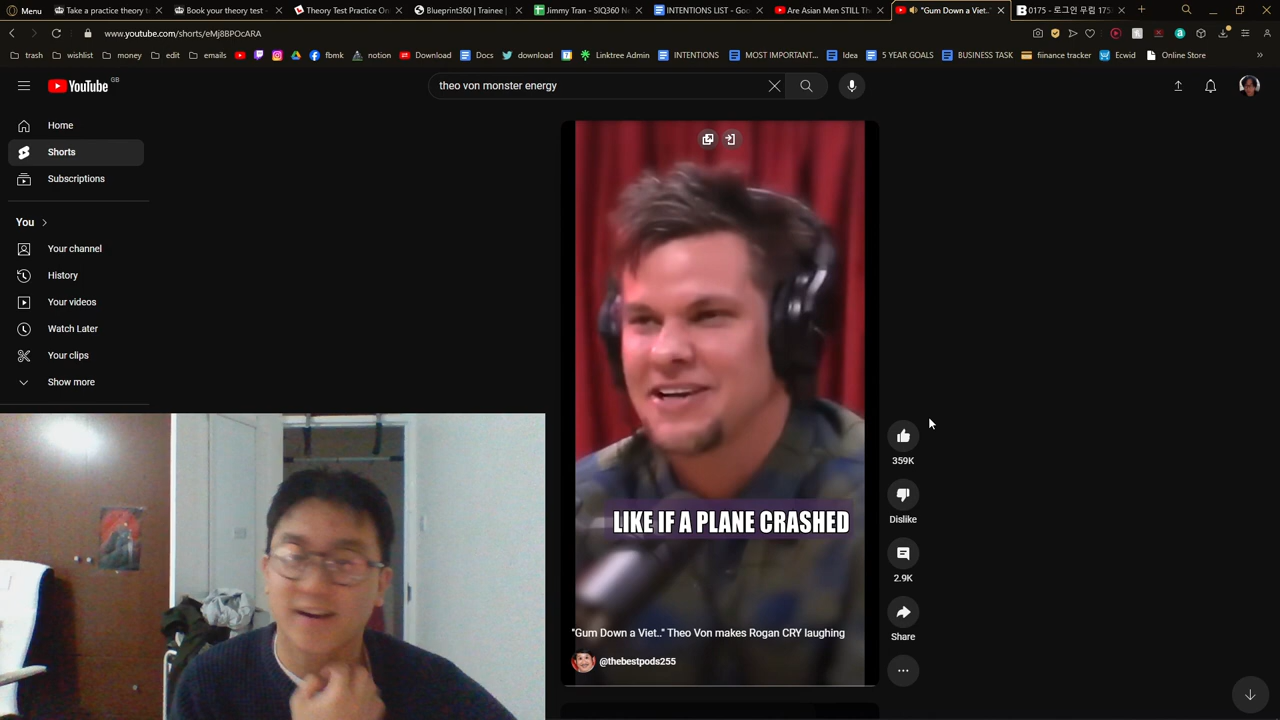 Menu
Take a practice theory t
Book your theory test -
Theory Test Practice On
Blueprint360 | Trainee |
Jimmy Tran - SIQ360 N
INTENTIONS LIST - Goo
Are Asian Men STILL Th
"Gum Down a Viet.."
0175 - 로그인 무림 175
www.youtube.com/shorts/eMj8BPOcARA
trash
wishlist
money
edit
emails
fbmk
notion
Download
Docs
download
Linktree Admin
INTENTIONS
MOST IMPORTANT...
Idea
5 YEAR GOALS
BUSINESS TASK
fiinance tracker
Ecwid
Online Store
YouTube
GB
theo von monster energy
Home
Shorts
Subscriptions
You
Your channel
History
Your videos
Watch Later
Your clips
Show more
LIKE IF A PLANE CRASHED
"Gum Down a Viet.." Theo Von makes Rogan CRY laughing
@thebestpods255
359K
Dislike
2.9K
Share